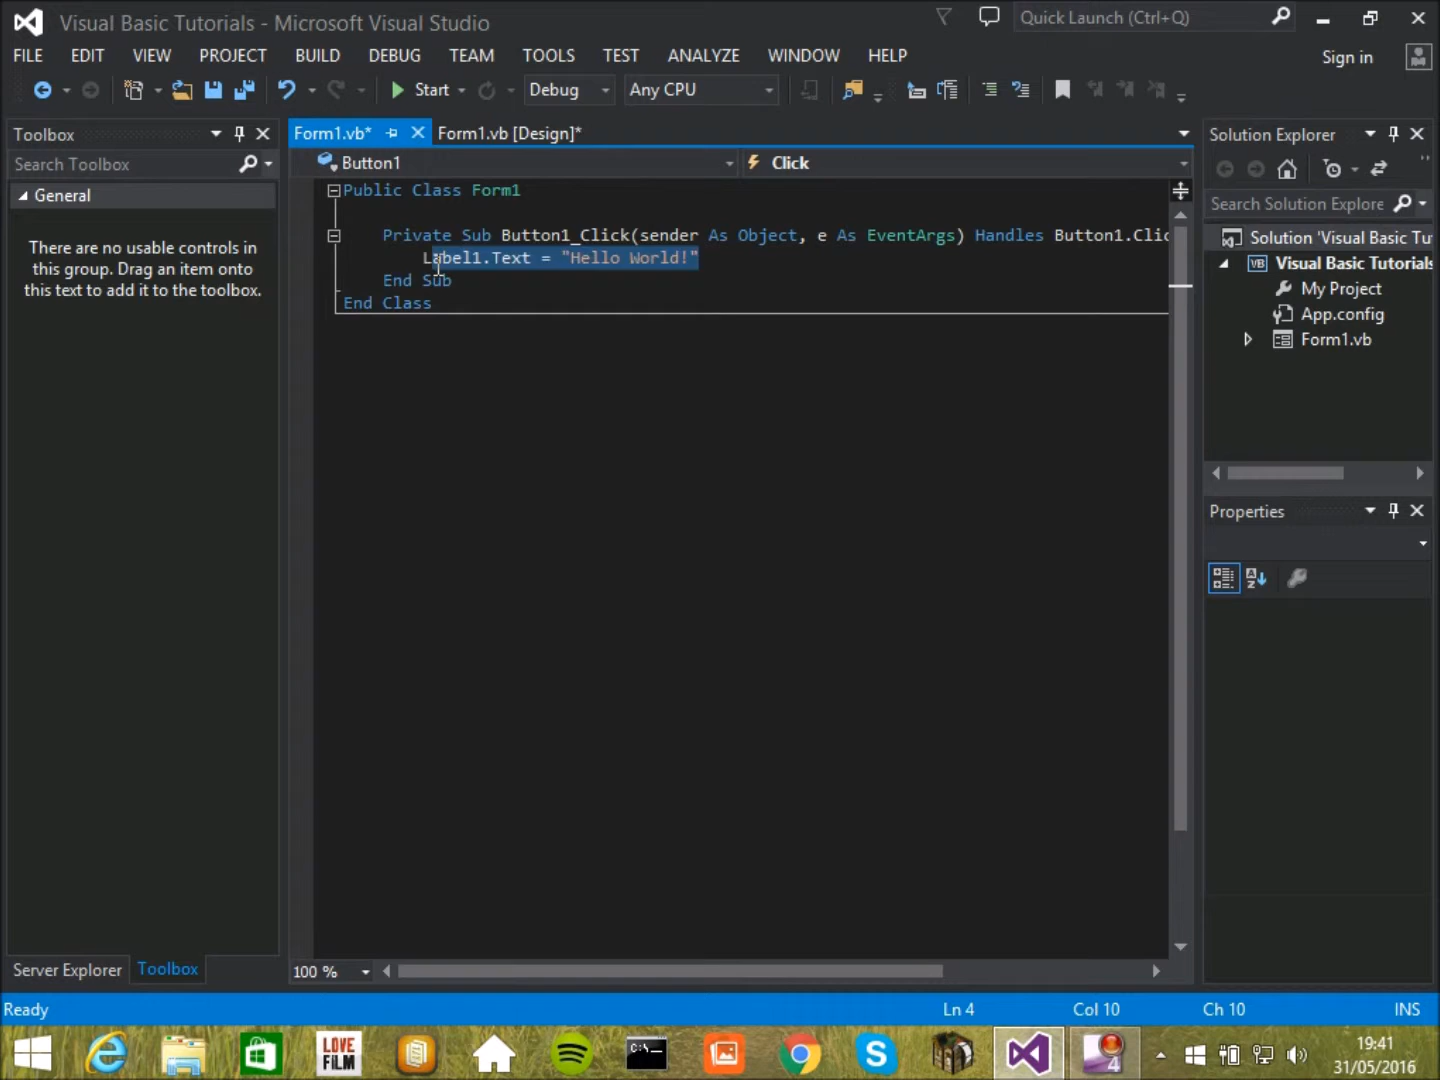 Visual Basic Tutorials - Microsoft Visual Studio
Quick Launch (Ctrl+Q)
FILE EDIT VIEW PROJECT BUILD DEBUG TEAM TEST TOOLS ANALYZE WINDOW HELP
Sign in
Start Debug Any CPU
Toolbox
Form1.vb*
Form1.vb [Design]*
Solution Explorer
Search Toolbox
Button1
Click
General
Public Class Form1
Search Solution Explore
There are no usable controls in
this group. Drag an item onto
this text to add it to the toolbox.
Private Sub Button1_Click(sender As Object, e As EventArgs) Handles Button1.Clic
Label1.Text = "Hello World!"
End Sub
End Class
Solution 'Visual Basic Tu
VB Visual Basic Tutorials
My Project
App.config
Form1.vb
Properties
Server Explorer
Toolbox
100 %
Ready
Ln 4
Col 10
Ch 10
INS
LOVE
FILM
C:\_
4
19:41
31/05/2016